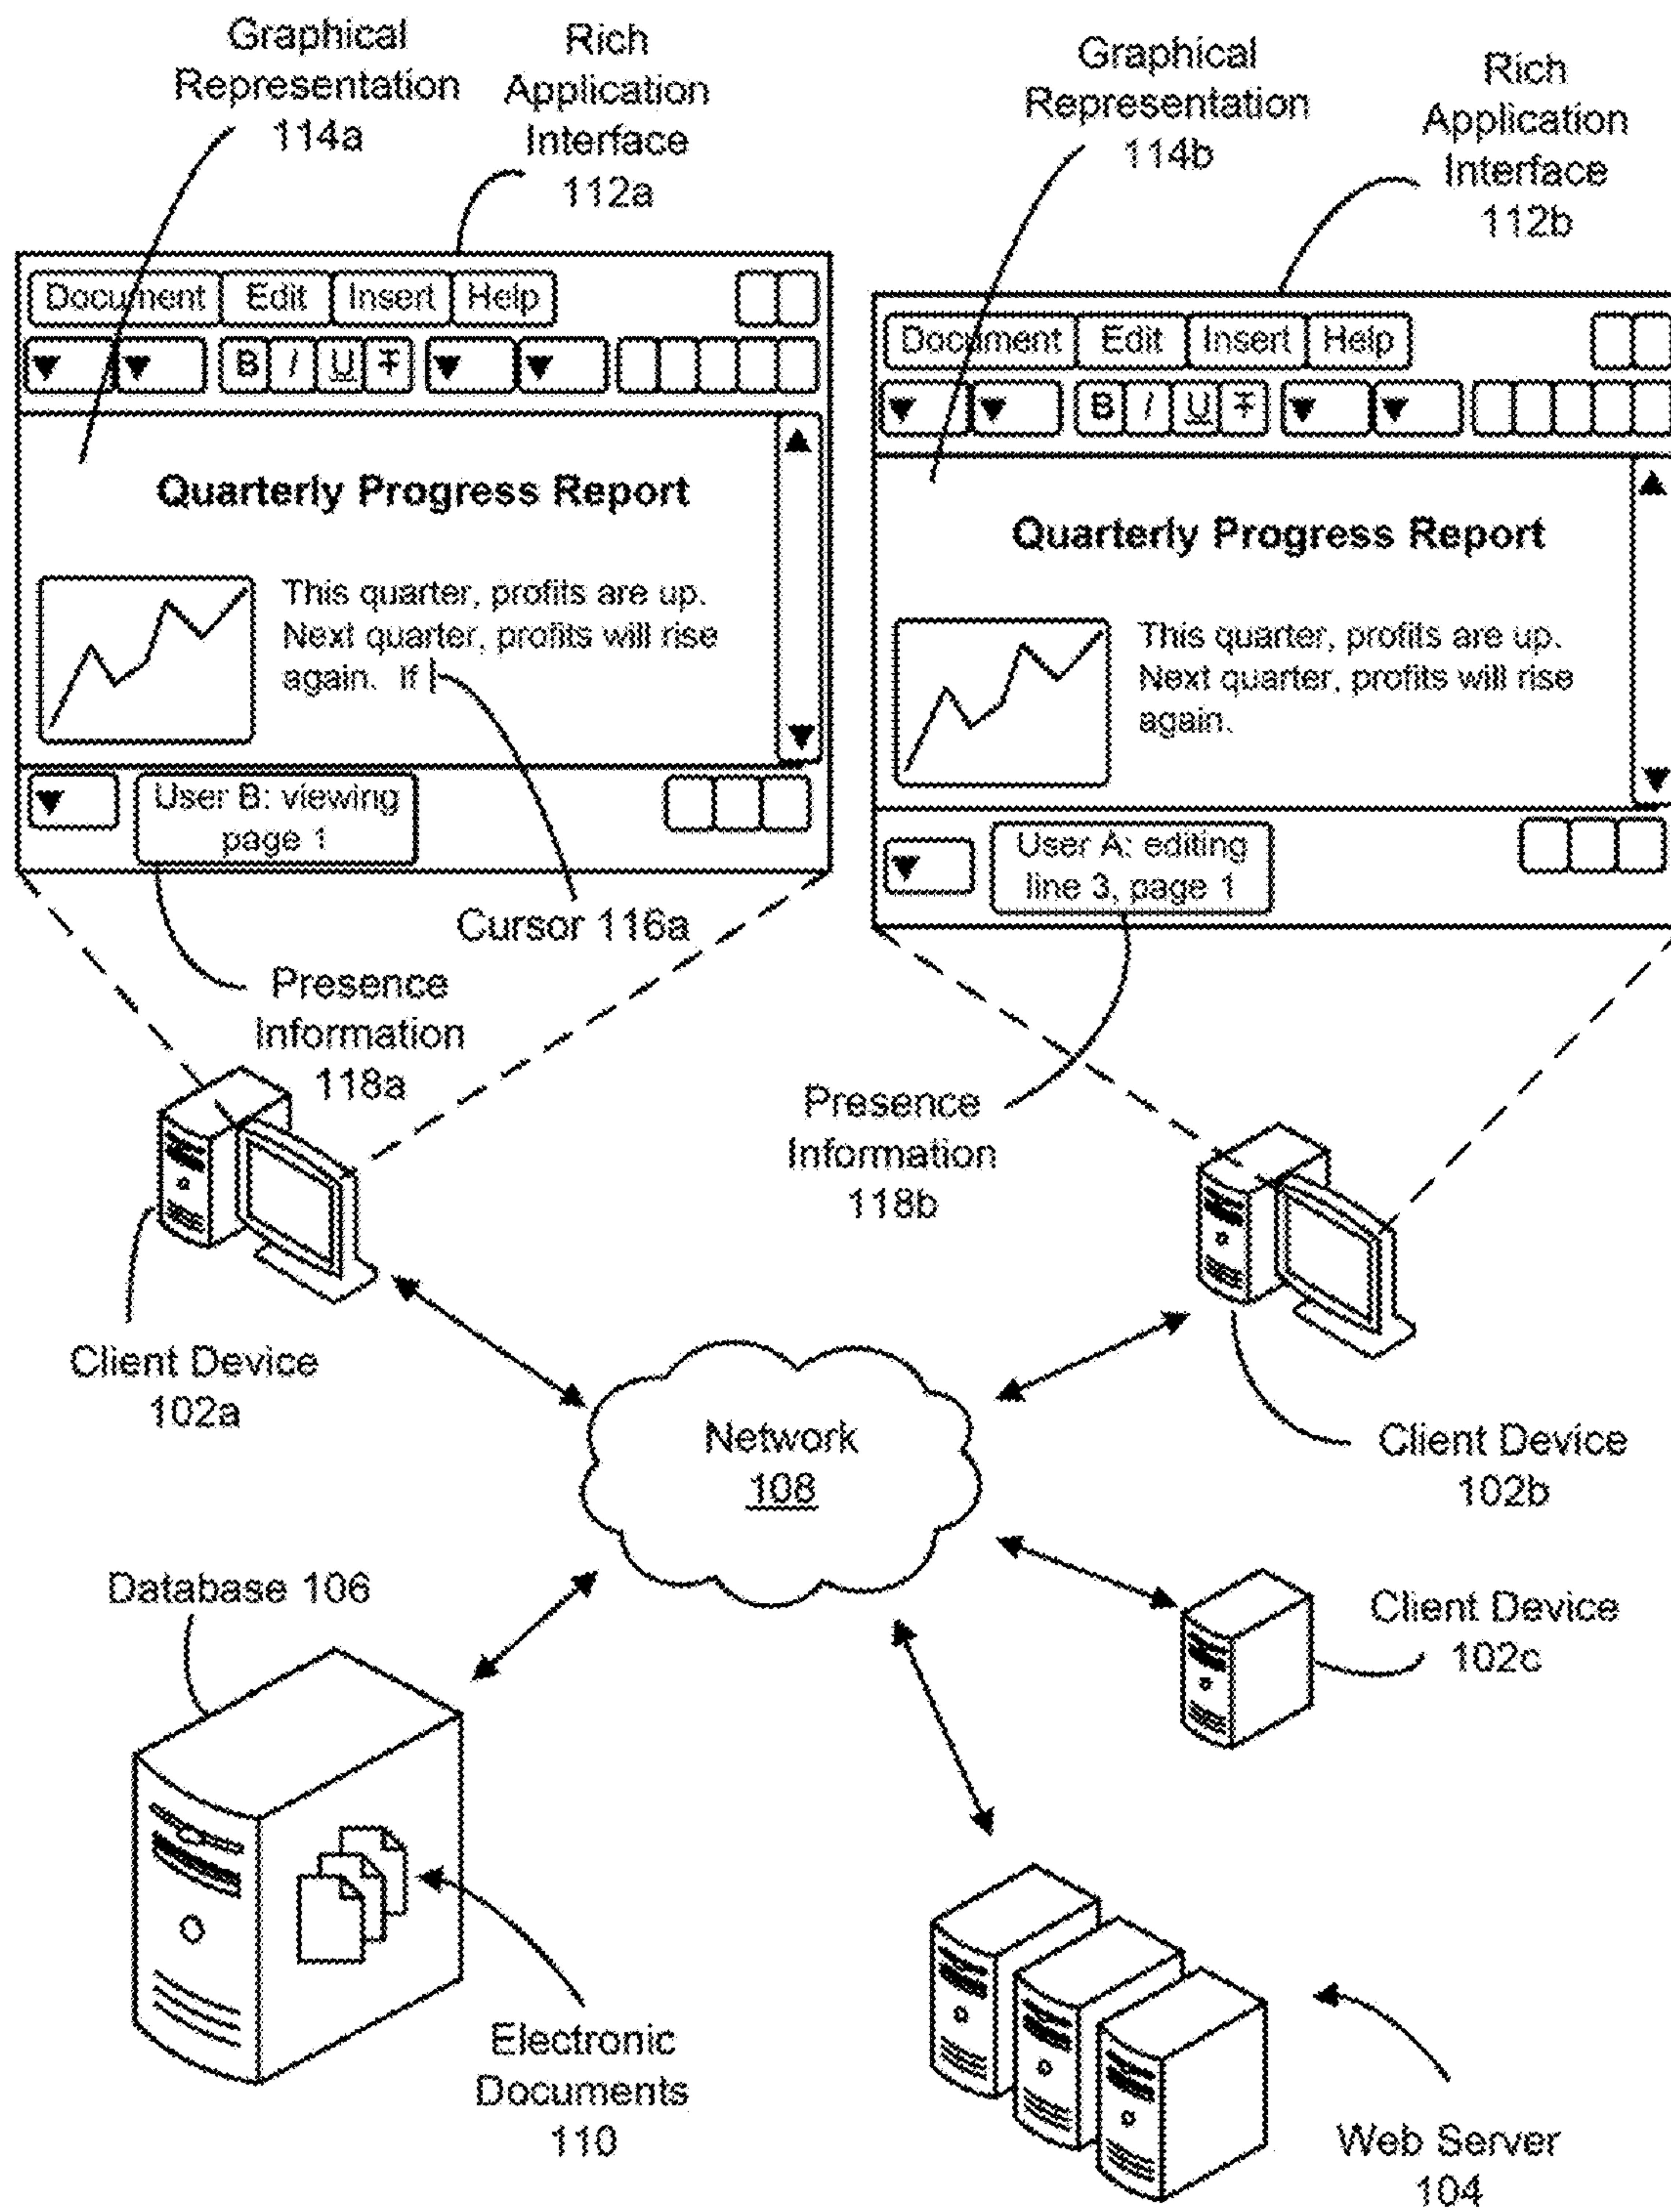 Graphical
Representation
114a
Rich
Application
Interface
112a
Graphical
Representation
114b
Rich
Application
Interface
112b
Document Edit Insert Help
B I U T
Quarterly Progress Report
This quarter, profits are up.
Next quarter, profits will rise
again. If
User B: viewing
page 1
Cursor 116a
Presence
Information
118a
Document Edit Insert Help
B I U T
Quarterly Progress Report
This quarter, profits are up.
Next quarter, profits will rise
again.
User A: editing
line 3, page 1
Presence
Information
118b
Client Device
102a
Network
108
Client Device
102b
Database 106
Client Device
102c
Electronic
Documents
110
Web Server
104